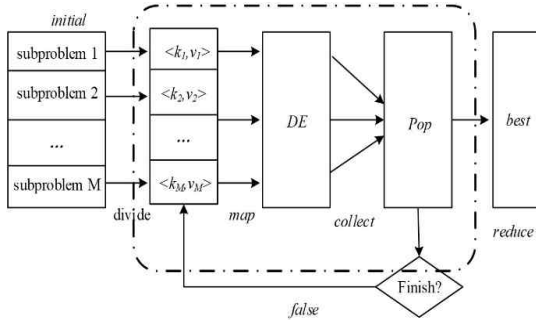 initial
subproblem 1
subproblem 2
...
subproblem M
divide
<k1,v1>
<k2,v2>
...
<kM,vM>
map
DE
collect
Pop
best
reduce
Finish?
false